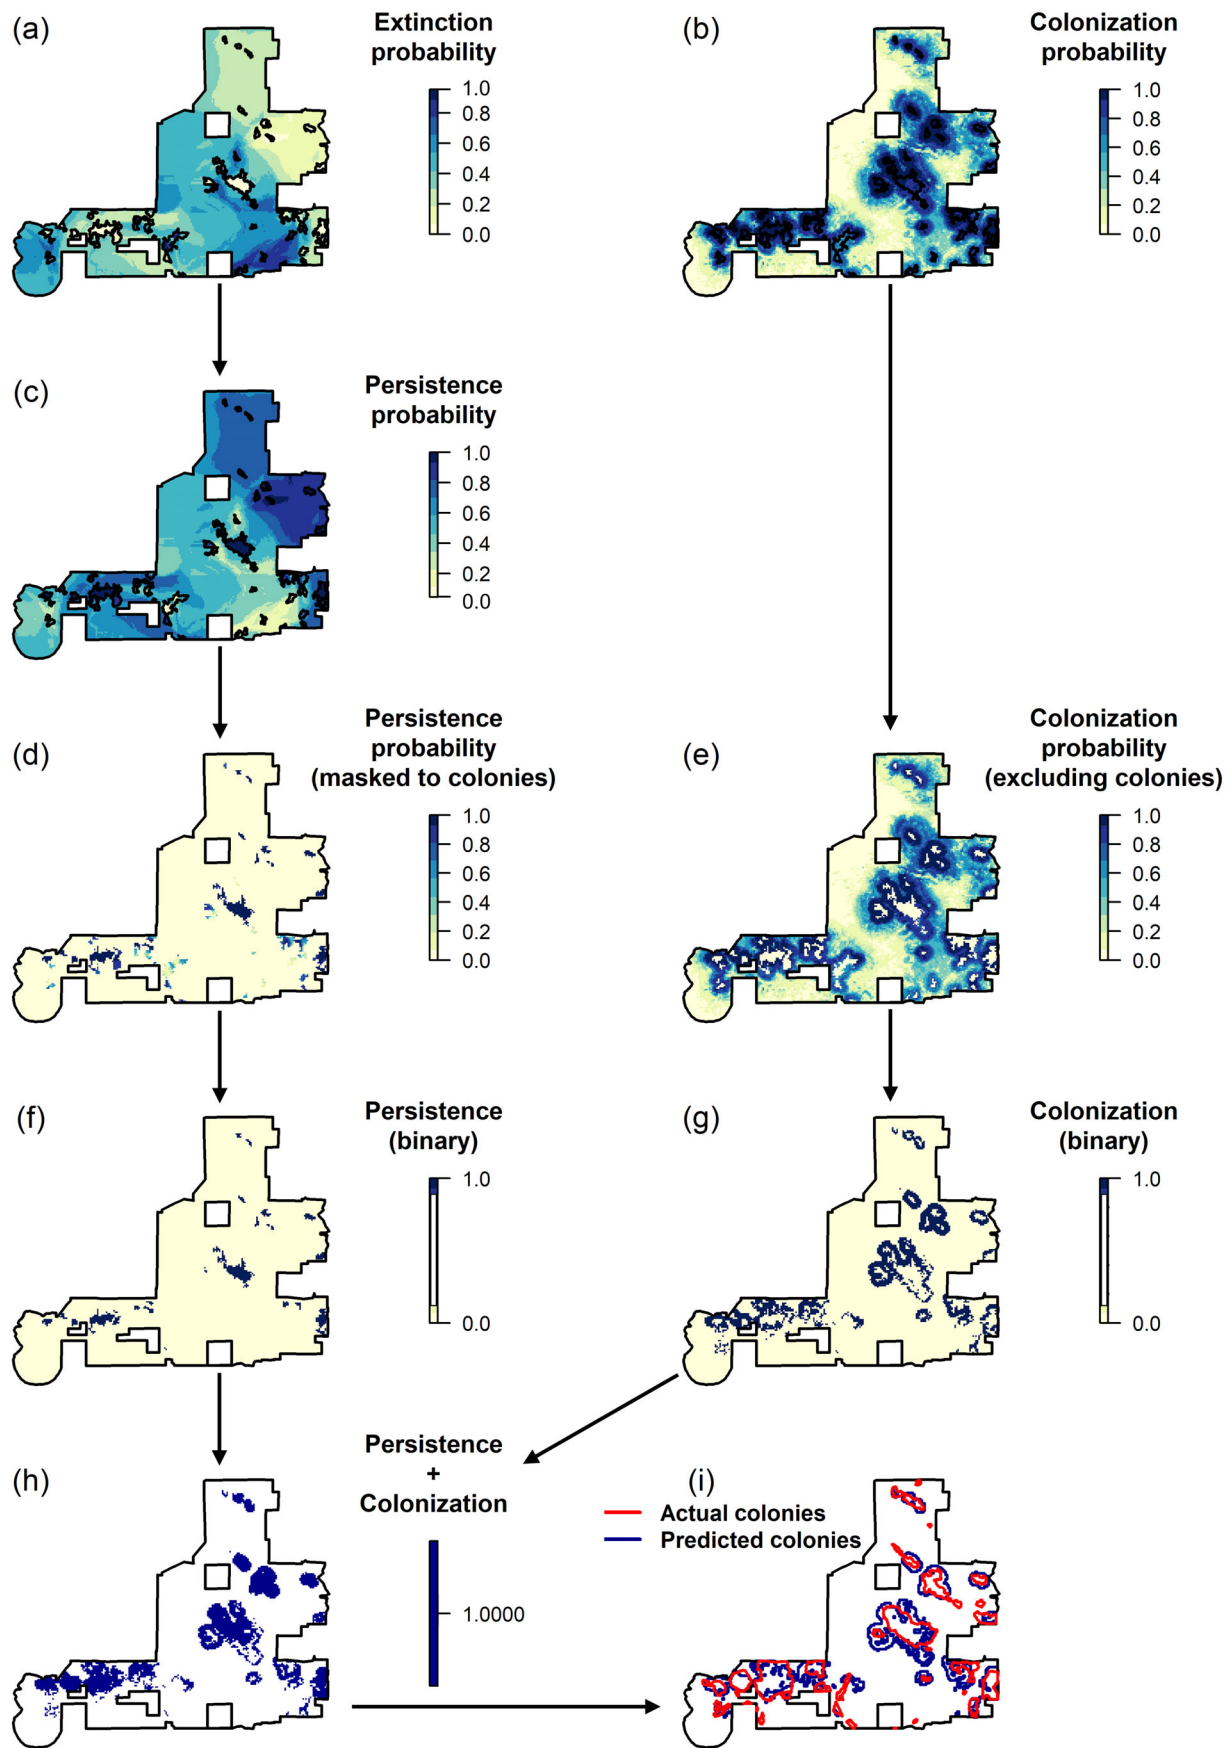 (a)
Extinction
probability
1.0
0.8
0.6
0.4
0.2
0.0
(b)
Colonization
probability
1.0
0.8
0.6
0.4
0.2
0.0
(c)
Persistence
probability
1.0
0.8
0.6
0.4
0.2
0.0
(d)
Persistence
probability
(masked to colonies)
1.0
0.8
0.6
0.4
0.2
0.0
(e)
Colonization
probability
(excluding colonies)
1.0
0.8
0.6
0.4
0.2
0.0
(f)
Persistence
(binary)
1.0
0.0
(g)
Colonization
(binary)
1.0
0.0
(h)
Persistence
+
Colonization
1.0000
(i)
Actual colonies
Predicted colonies